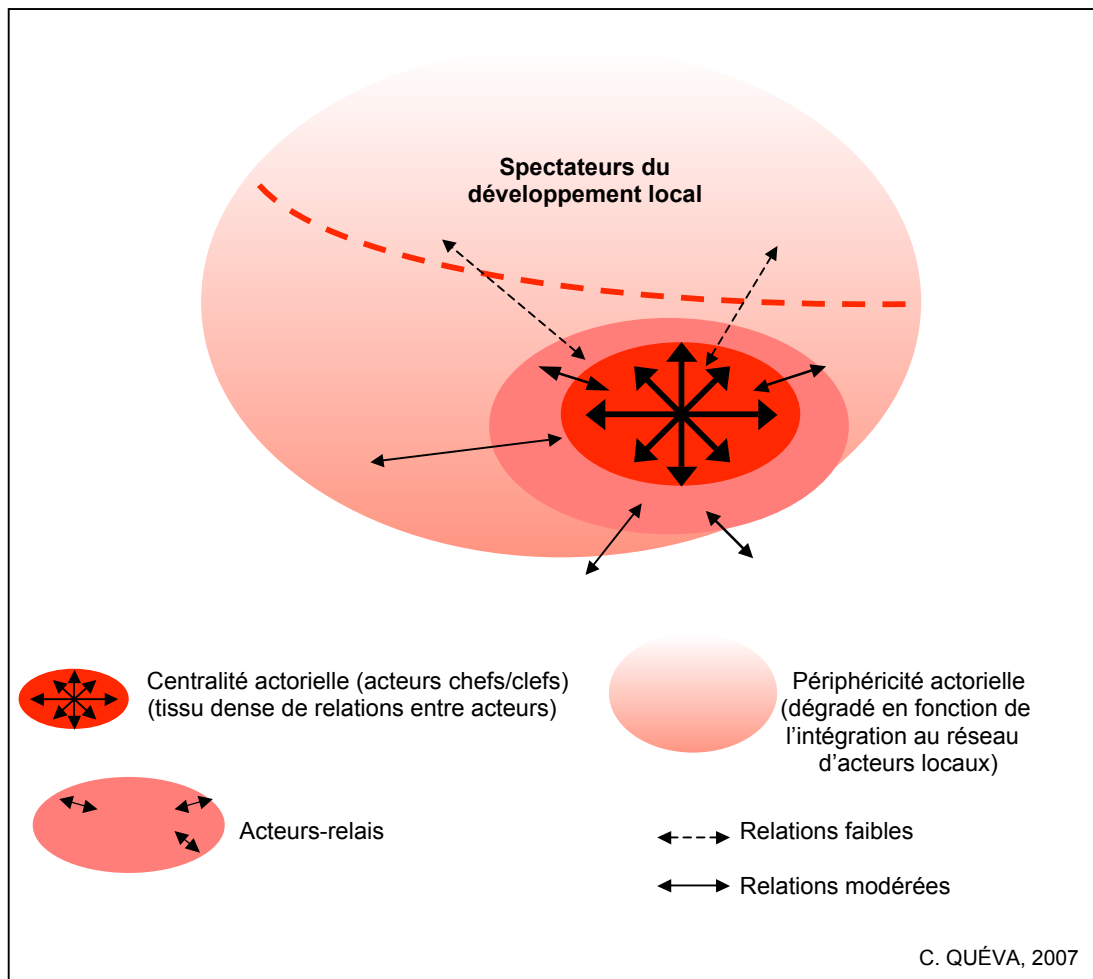 Spectateurs du
développement local
Centralité actorielle (acteurs chefs/clefs)
(tissu dense de relations entre acteurs)
Périphéricité actorielle
(dégradé en fonction de
l'intégration au réseau
d'acteurs locaux)
Acteurs-relais
Relations faibles
Relations modérées
C. QUÉVA, 2007